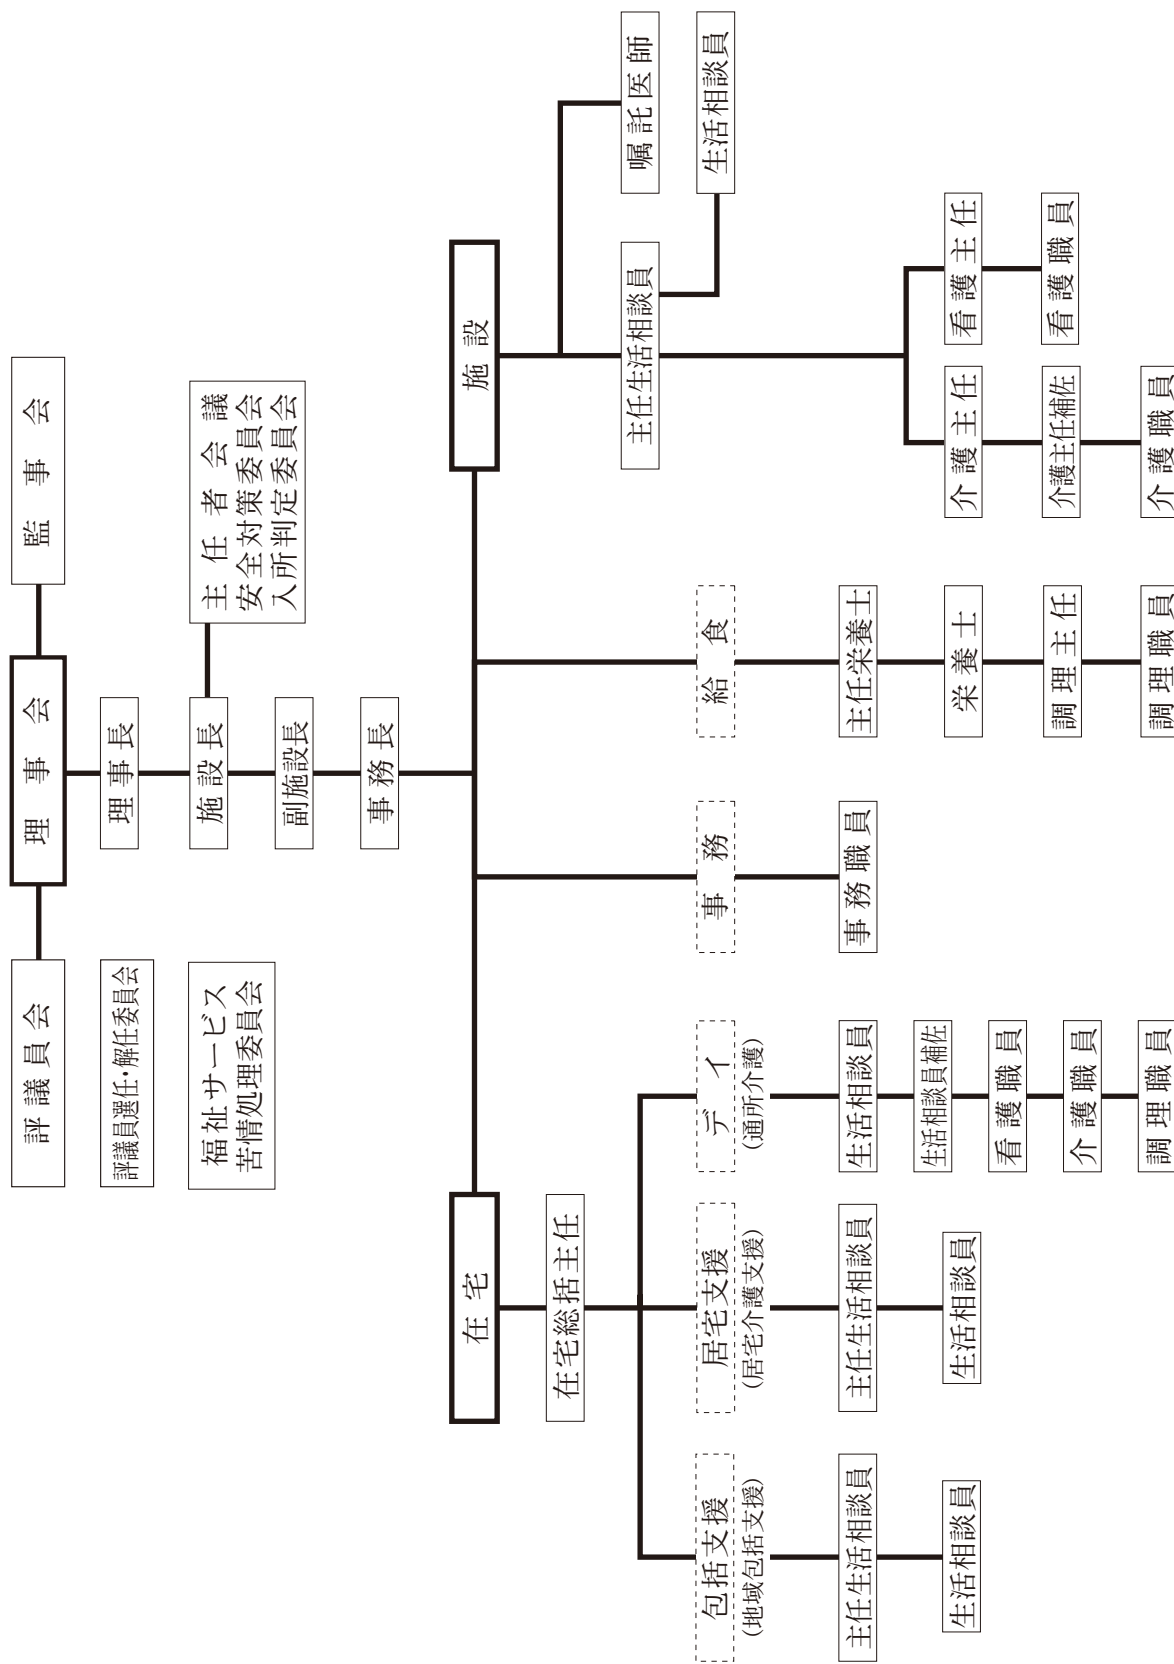 評議員会
理事会
監事会
評議員選任・解任委員会
理事長
福祉サービス
苦情処理委員会
施設長
主任者会議
安全対策委員会
入所判定委員会
副施設長
事務長
在宅
施設
在宅総括主任
主任生活相談員
嘱託医師
生活相談員
包括支援
(地域包括支援)
居宅支援
(居宅介護支援)
デイ
(通所介護)
事務
給食
主任生活相談員
主任生活相談員
生活相談員
事務職員
主任栄養士
生活相談員
生活相談員
生活相談員補佐
栄養士
介護主任
看護主任
看護職員
介護職員
調理主任
介護主任補佐
看護職員
調理職員
調理職員
介護職員